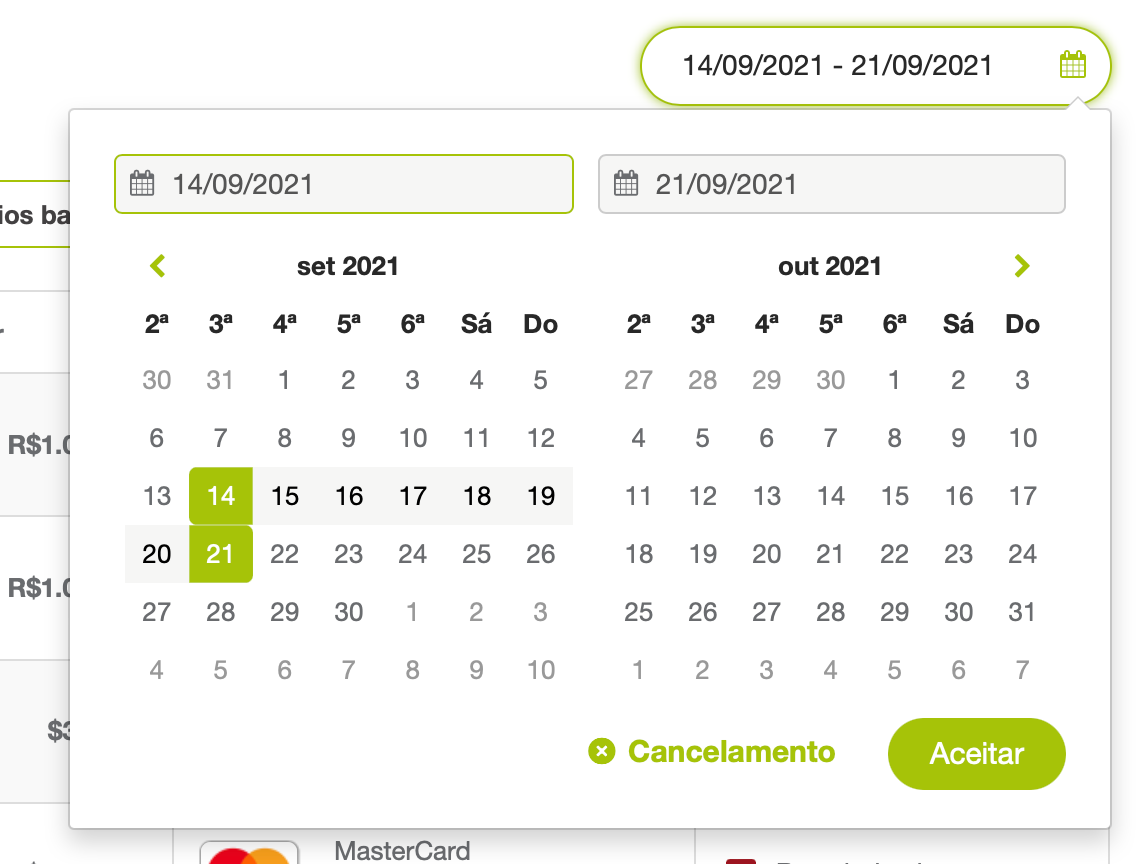 14/09/2021 - 21/09/2021
14/09/2021 21/09/2021
ios ba
set 2021 out 2021
2ª 3ª 4ª 5ª 6ª Sá Do 2ª 3ª 4ª 5ª 6ª Sá Do
30 31 1 2 3 4 5 27 28 29 30 1 2 3
6 7 8 9 10 11 12 4 5 6 7 8 9 10
R$1.0
13 14 15 16 17 18 19 11 12 13 14 15 16 17
20 21 22 23 24 25 26 18 19 20 21 22 23 24
R$1.0
27 28 29 30 1 2 3 25 26 27 28 29 30 31
4 5 6 7 8 9 10 1 2 3 4 5 6 7
$3
Cancelamento Aceitar
MasterCard